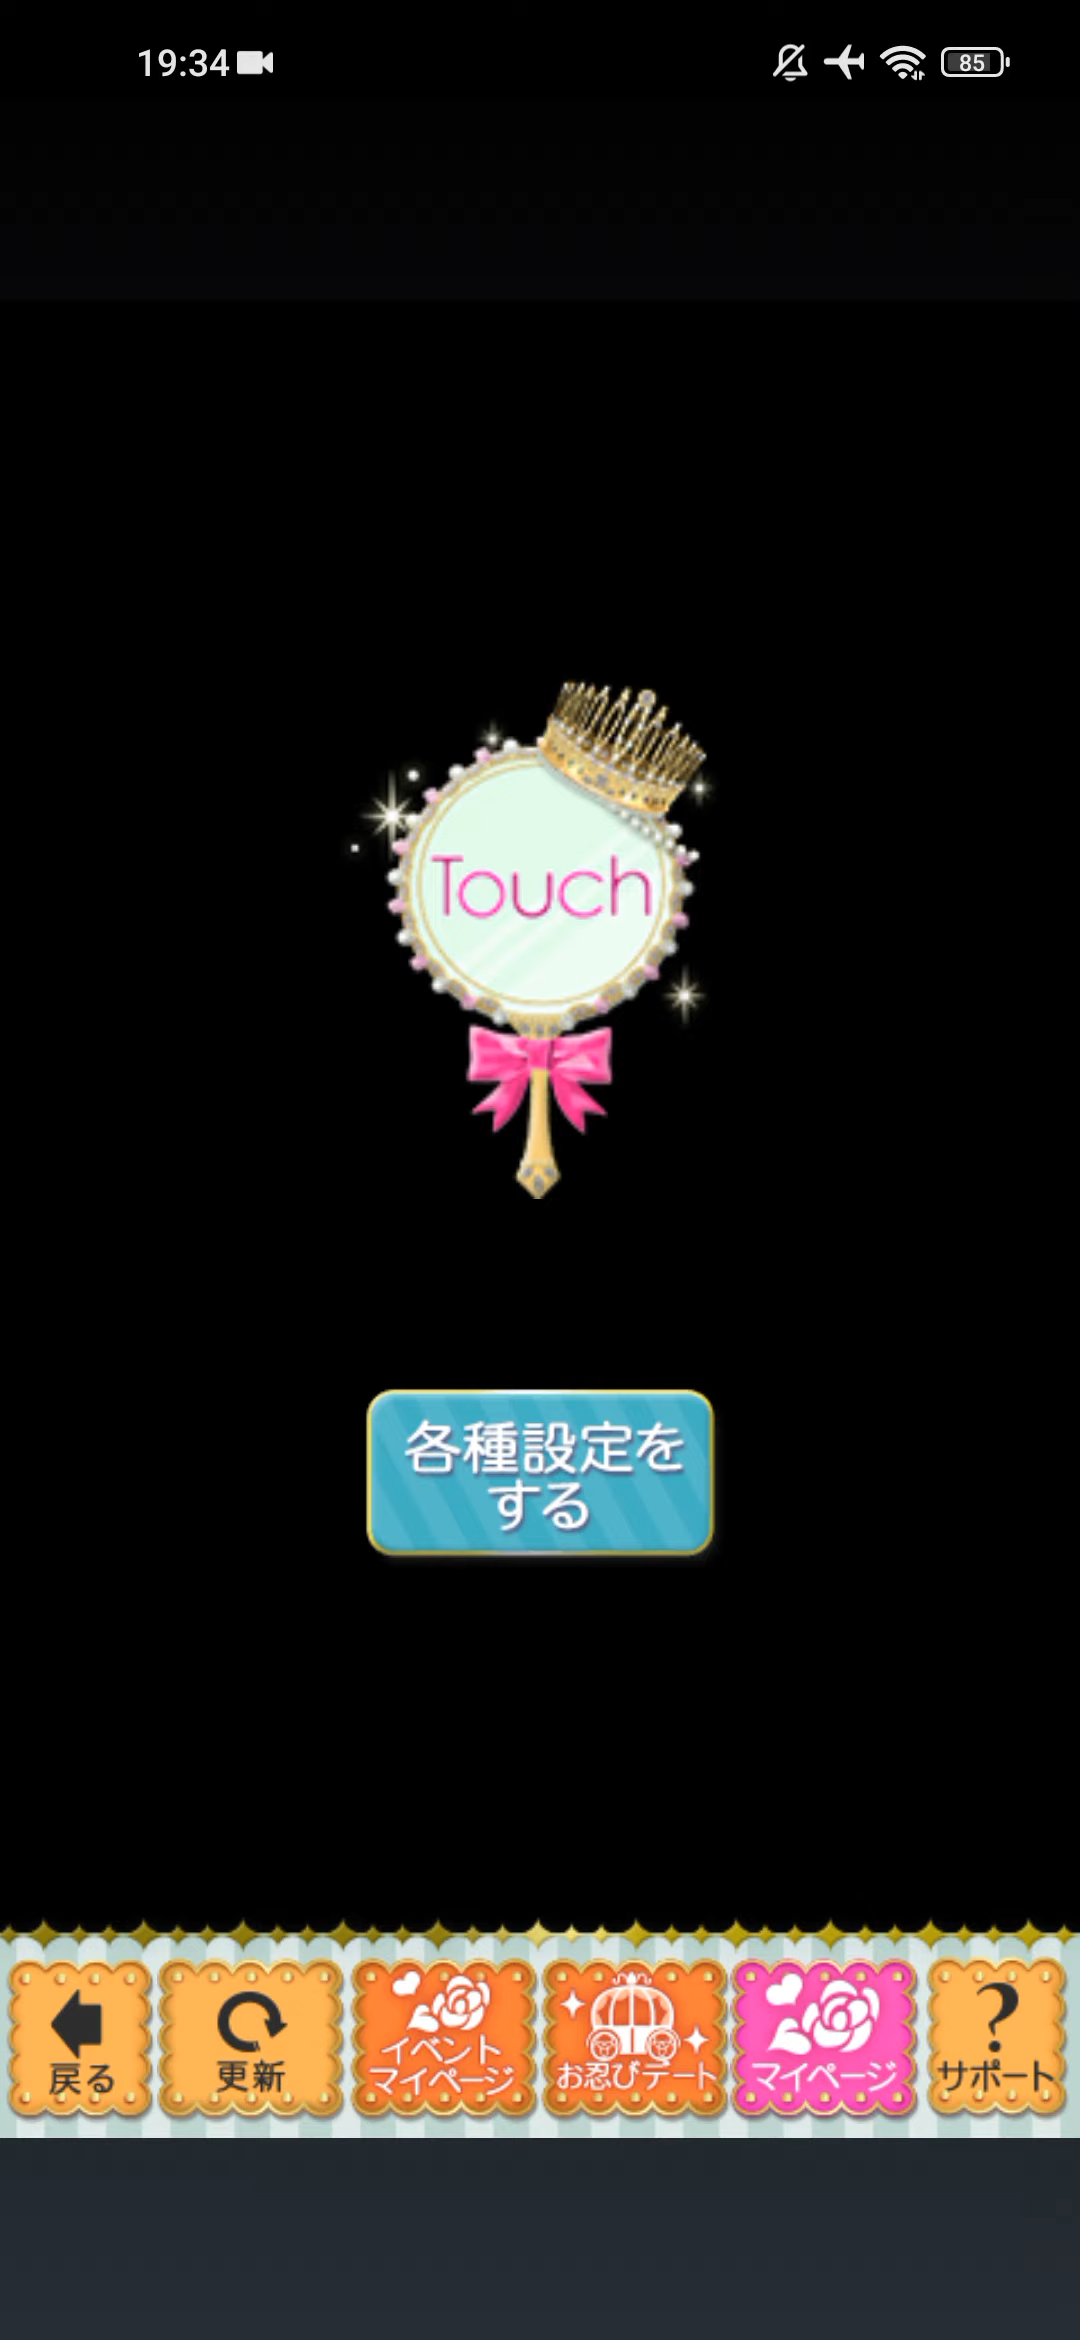 19:34
85
Touch
各種設定を
する
戻る
更新
イベント
マイページ
お忍びデート
マイページ
?
サポート